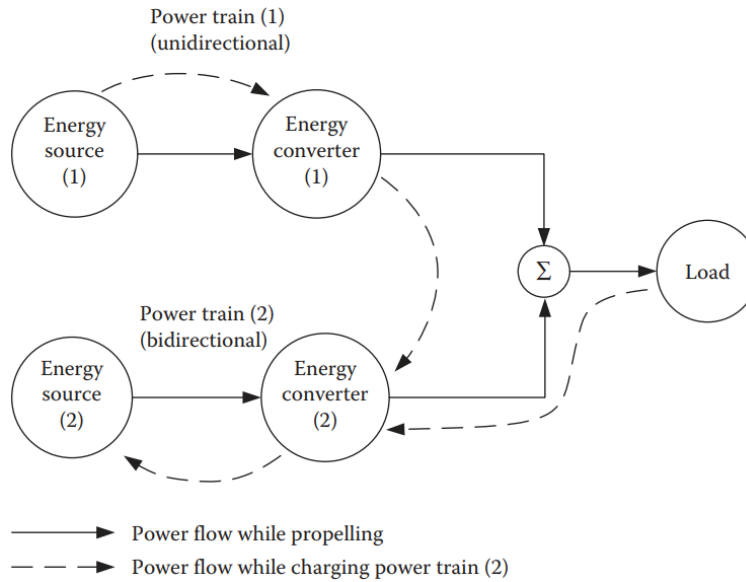 Power train (1)
(unidirectional)
Energy
source
(1)
Energy
converter
(1)
Σ
Load
Power train (2)
(bidirectional)
Energy
source
(2)
Energy
converter
(2)
Power flow while propelling
Power flow while charging power train (2)